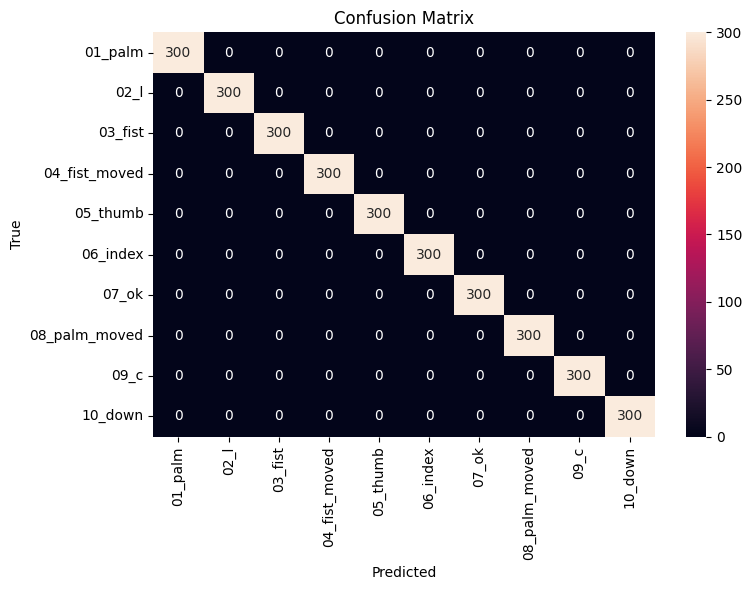 Confusion Matrix
01_palm 300 0 0 0 0 0 0 0 0 0
02_l 0 300 0 0 0 0 0 0 0 0
03_fist 0 0 300 0 0 0 0 0 0 0
04_fist_moved 0 0 0 300 0 0 0 0 0 0
05_thumb 0 0 0 0 300 0 0 0 0 0
06_index 0 0 0 0 0 300 0 0 0 0
07_ok 0 0 0 0 0 0 300 0 0 0
08_palm_moved 0 0 0 0 0 0 0 300 0 0
09_c 0 0 0 0 0 0 0 0 300 0
10_down 0 0 0 0 0 0 0 0 0 300
True
01_palm
02_l
03_fist
04_fist_moved
05_thumb
06_index
07_ok
08_palm_moved
09_c
10_down
Predicted
300
250
200
150
100
50
0